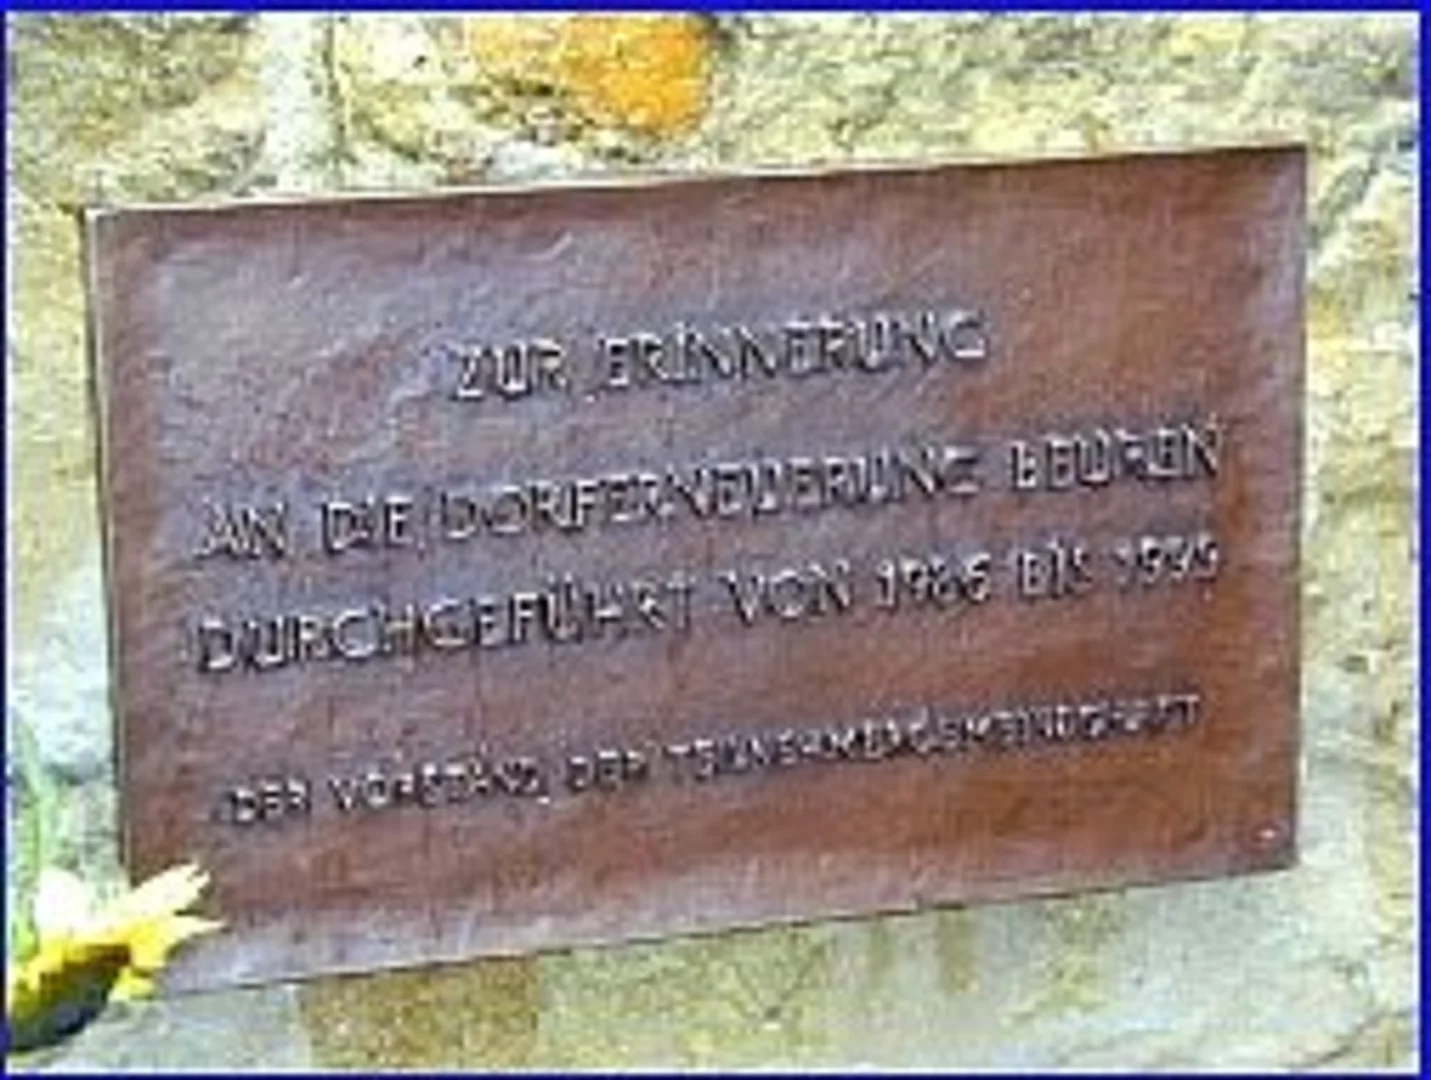 ZUR ERINNERUNG
AN DIE DORFERNEUERUNG BEUREN
DURCHGEFÜHRT VON 1986 BIS
DER VORSTAND DER TEILNEHMERGEMEINSCHAFT